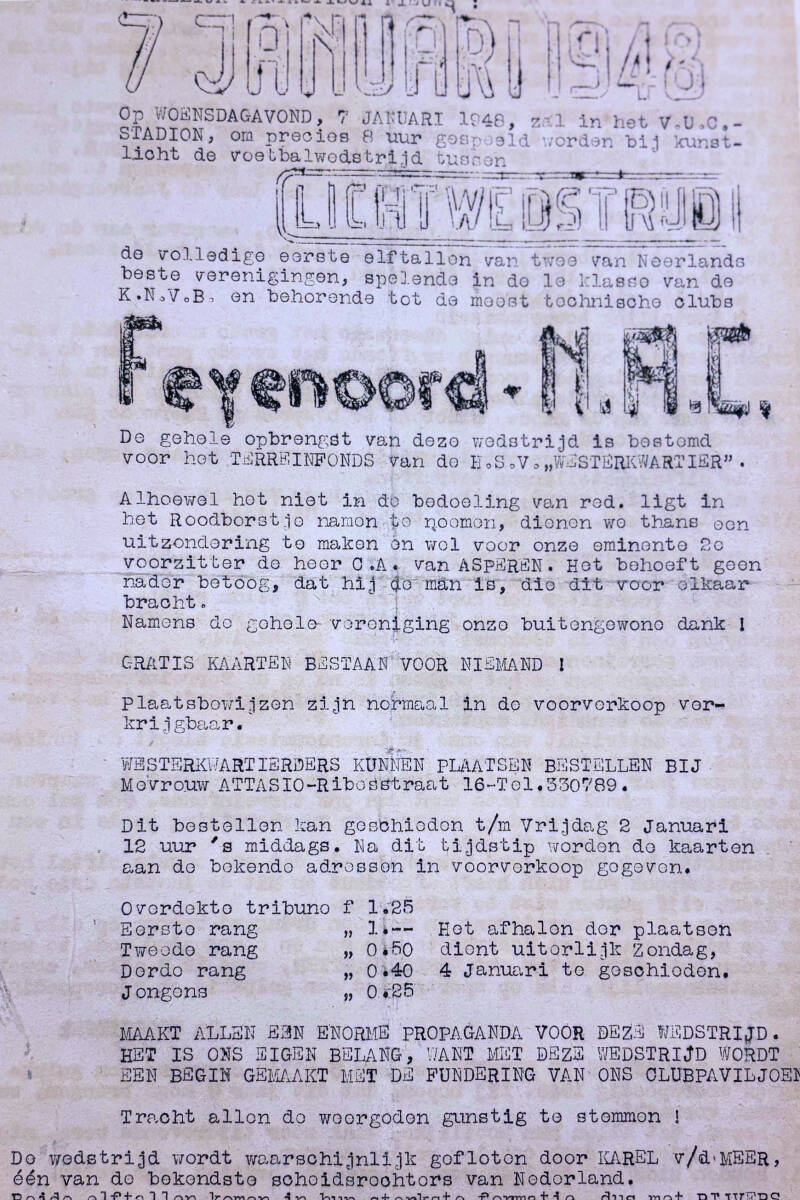 FANTASTISCH NIEUWS !
7 JANUARI 1948
Op WOENSDAGAVOND, 7 JANUARI 1948, zal in het V.U.C.-
STADION, om precies 8 uur gespeeld worden bij kunst-
licht de voetbalwedstrijd tussen
LICHTWEDSTRIJD
de volledige eerste elftallen van twee van Neerlands
beste verenigingen, spelende in de 1e klasse van de
K.N.V.B. en behorende tot de meest technische clubs
Feyenoord - N.A.C.
De gehele opbrengst van deze wedstrijd is bestemd
voor het TERREINFONDS van de H.S.V. „WESTERKWARTIER”.
Alhoewel het niet in de bedoeling van red. ligt in
het Roodborstje namen te noemen, dienen we thans een
uitzondering te maken en wel voor onze eminente 2e
voorzitter de heer C.A. van ASPEREN. Het behoeft geen
nader betoog, dat hij de man is, die dit voor elkaar
bracht.
Namens de gehele vereniging onze buitengewone dank !
GRATIS KAARTEN BESTAAN VOOR NIEMAND !
Plaatsbewijzen zijn normaal in de voorverkoop ver-
krijgbaar.
WESTERKWARTIERDERS KUNNEN PLAATSEN BESTELLEN BIJ
Mevrouw ATTASIO-Ribesstraat 16-Tel.330789.
Dit bestellen kan geschieden t/m Vrijdag 2 Januari
12 uur 's middags. Na dit tijdstip worden de kaarten
aan de bekende adressen in voorverkoop gegeven.
Overdekte tribune f 1.25
Eerste rang „ 1.-- Het afhalen der plaatsen
Tweede rang „ 0.50 dient uiterlijk Zondag,
Derde rang „ 0.40 4 Januari te geschieden.
Jongens „ 0.25
MAAKT ALLEN EEN ENORME PROPAGANDA VOOR DEZE WEDSTRIJD.
HET IS ONS EIGEN BELANG, WANT MET DEZE WEDSTRIJD WORDT
EEN BEGIN GEMAAKT MET DE FUNDERING VAN ONS CLUBPAVILJOEN
Tracht allen de weergoden gunstig te stemmen !
De wedstrijd wordt waarschijnlijk gefloten door KAREL v/d MEER,
één van de bekendste scheidsrechters van Nederland.
Beide elftallen komen in hun sterkste formatie, dus met